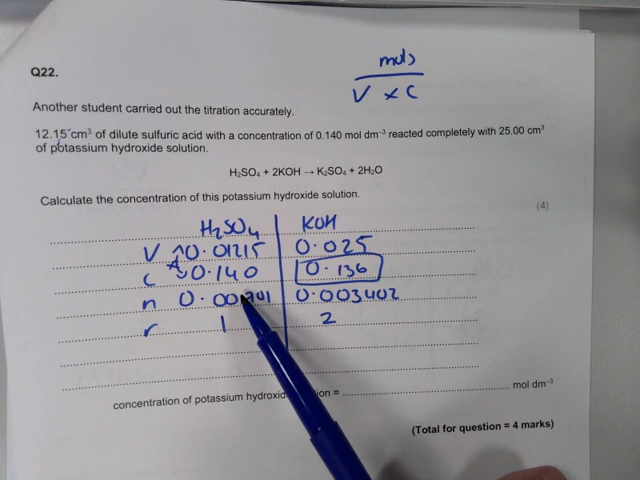 Q22.
mols
V x C
Another student carried out the titration accurately.
12.15 cm³ of dilute sulfuric acid with a concentration of 0.140 mol dm⁻³ reacted completely with 25.00 cm³
of potassium hydroxide solution.
H₂SO₄ + 2KOH → K₂SO₄ + 2H₂O
Calculate the concentration of this potassium hydroxide solution.
(4)
H₂SO₄ KOH
V 0.01215 0.025
C 0.140 0.136
n 0.003402
r 1 2
concentration of potassium = mol dm⁻³
(Total for question = 4 marks)